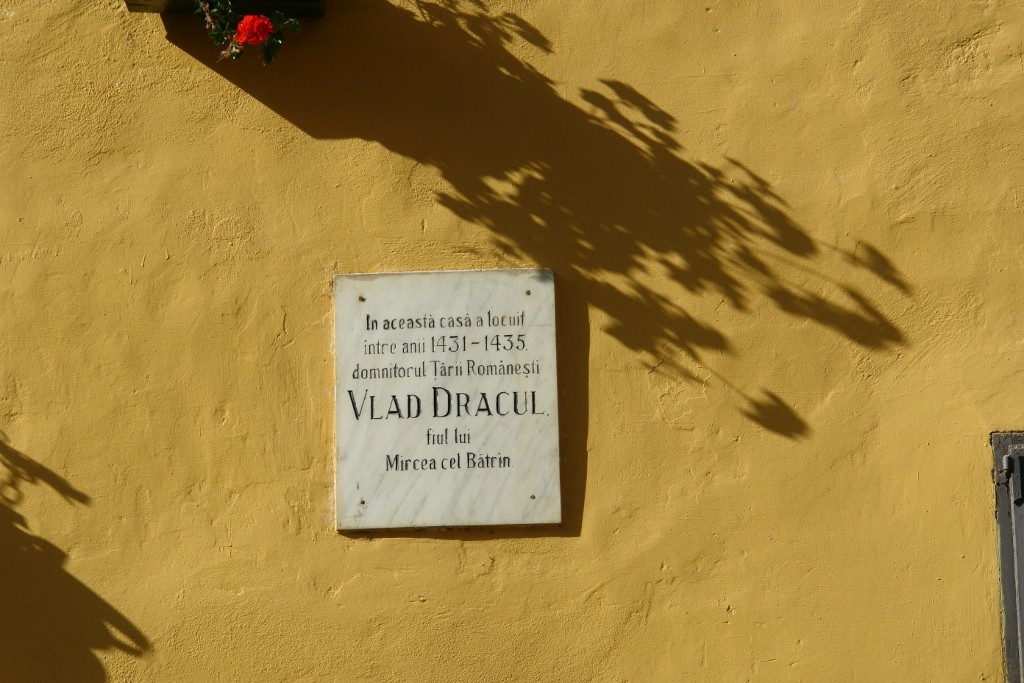 In această casă a locuit
între anii 1431-1435,
domnitorul Țării Românești
VLAD DRACUL,
fiul lui
Mircea cel Bătrîn.